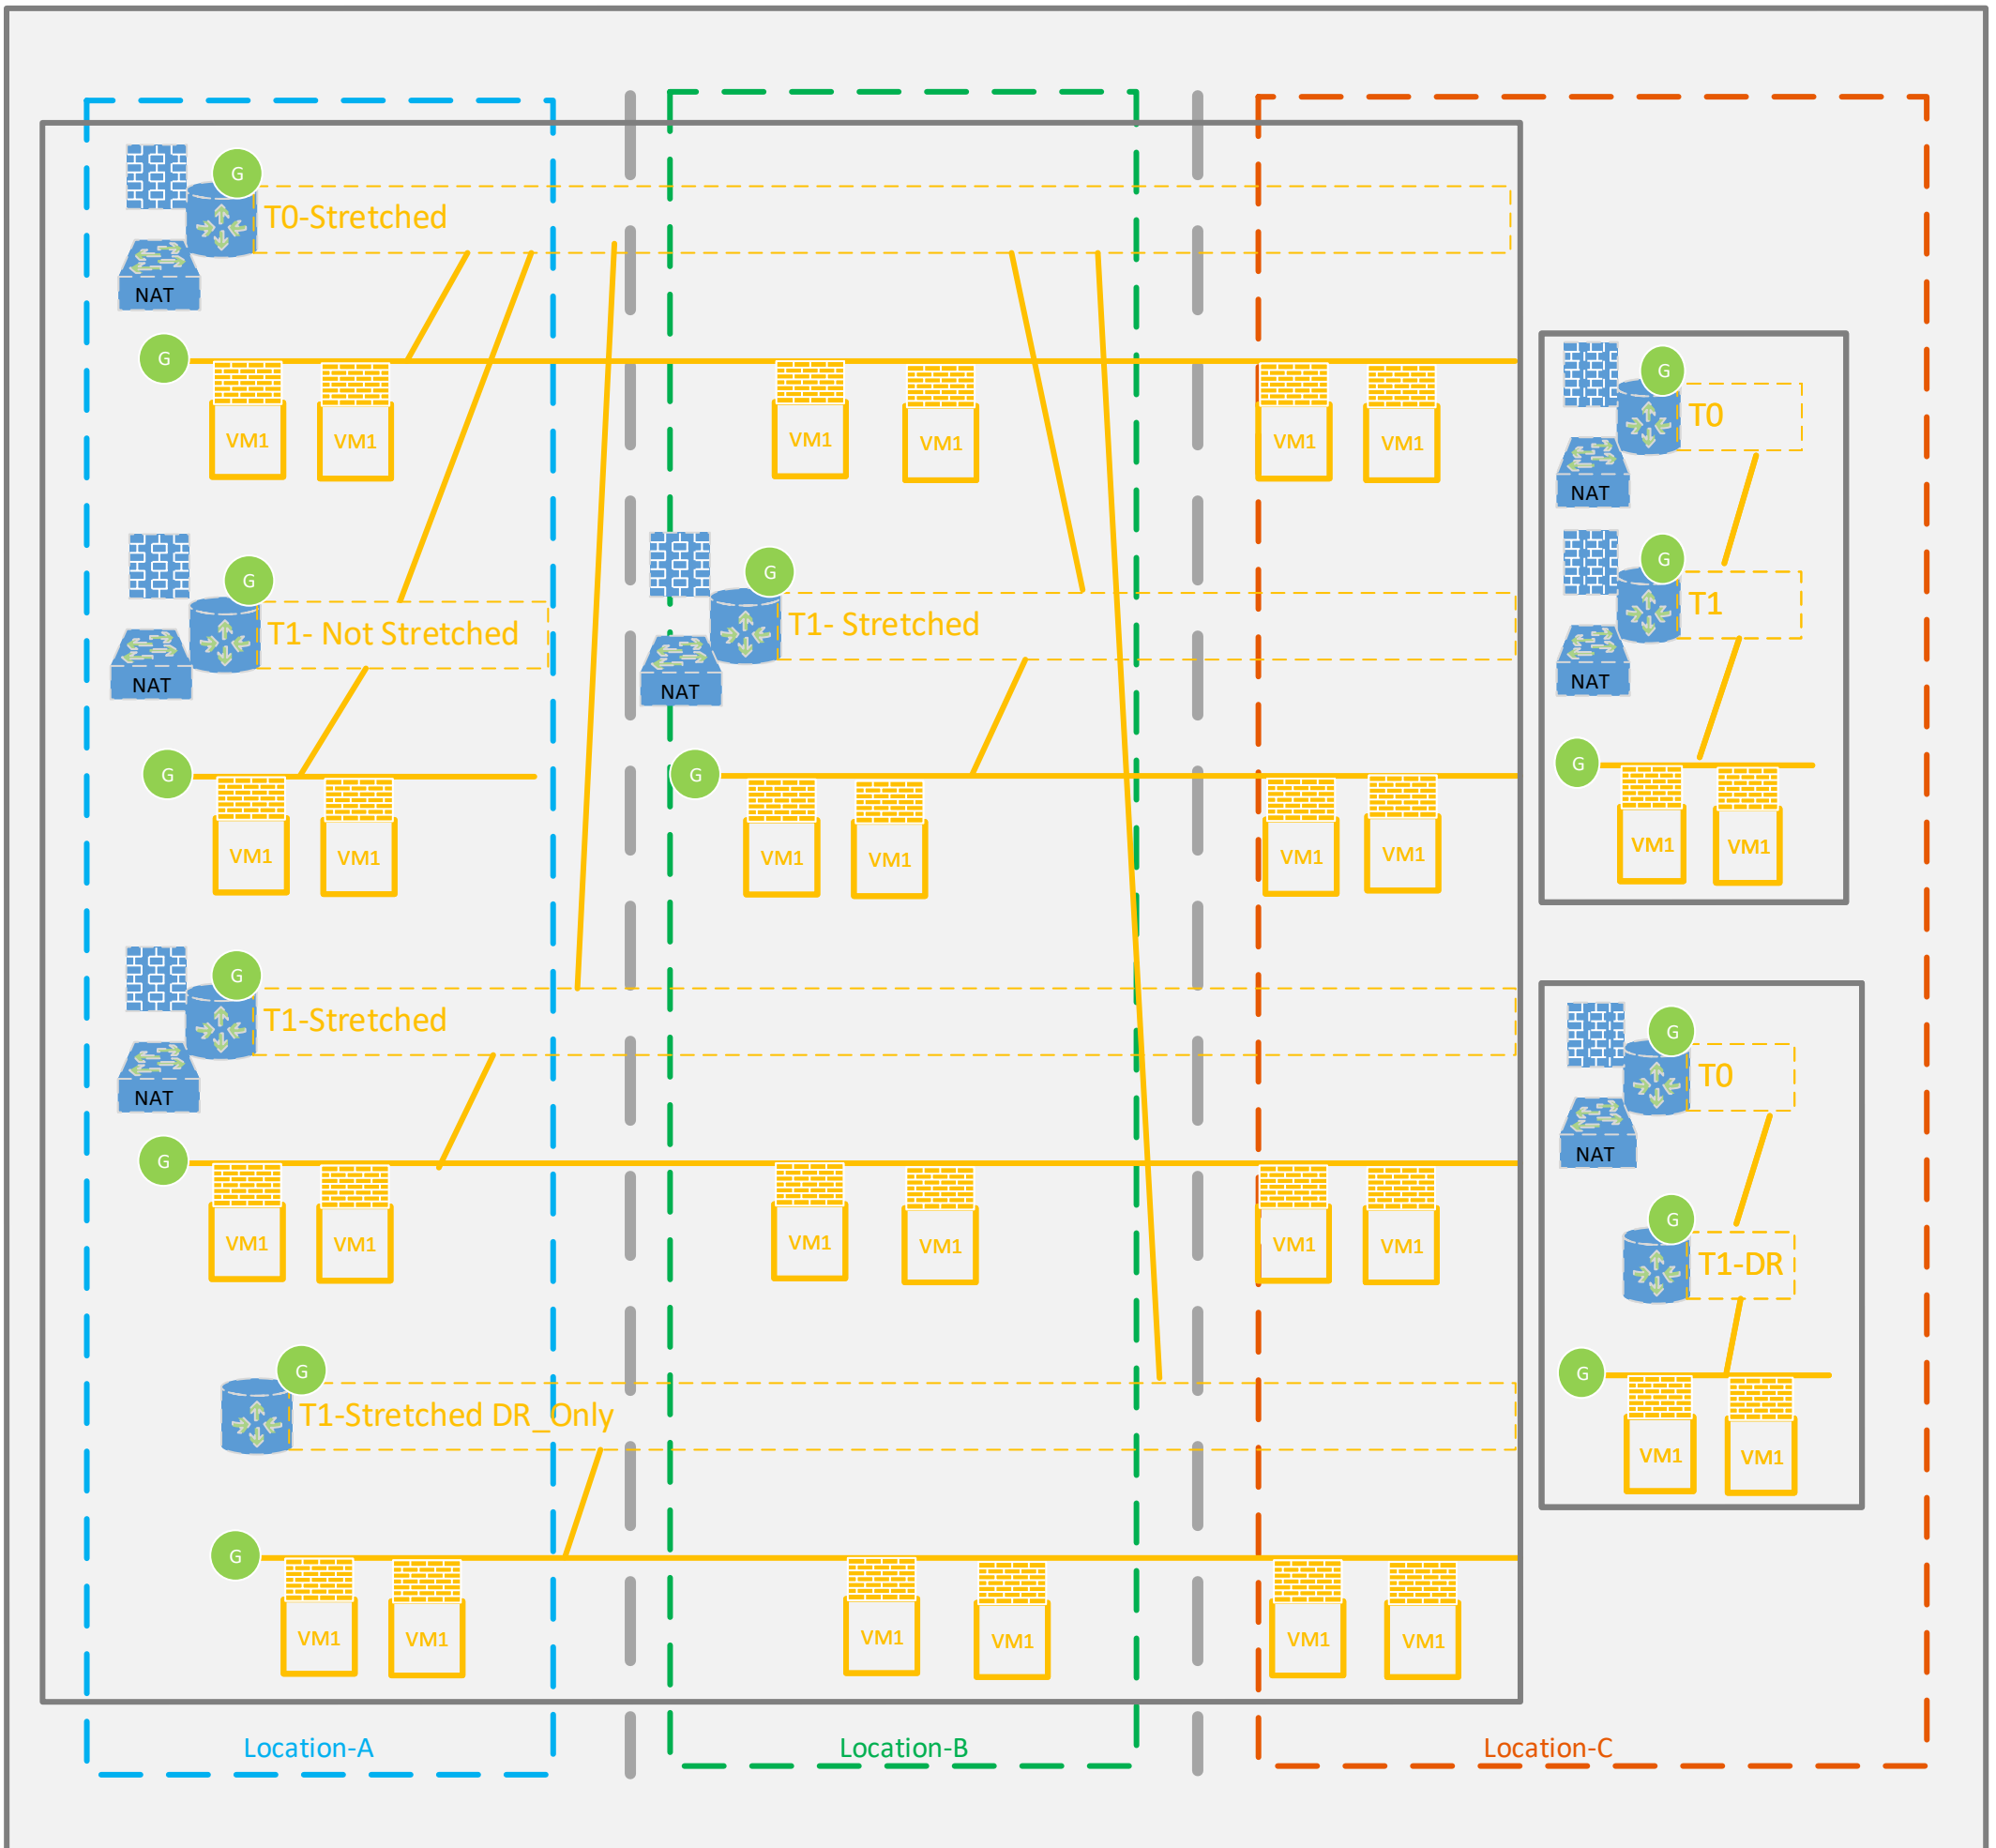 G
T0-Stretched
NAT
G
VM1
VM1
VM1
VM1
VM1
VM1
G
T0
NAT
G
T1
NAT
G
VM1
VM1
G
T1- Not Stretched
NAT
G
T1- Stretched
NAT
G
VM1
VM1
G
VM1
VM1
VM1
VM1
G
T1-Stretched
NAT
G
VM1
VM1
VM1
VM1
VM1
VM1
G
T0
NAT
G
T1-DR
G
VM1
VM1
G
T1-Stretched DR_Only
G
VM1
VM1
VM1
VM1
VM1
VM1
Location-A
Location-B
Location-C